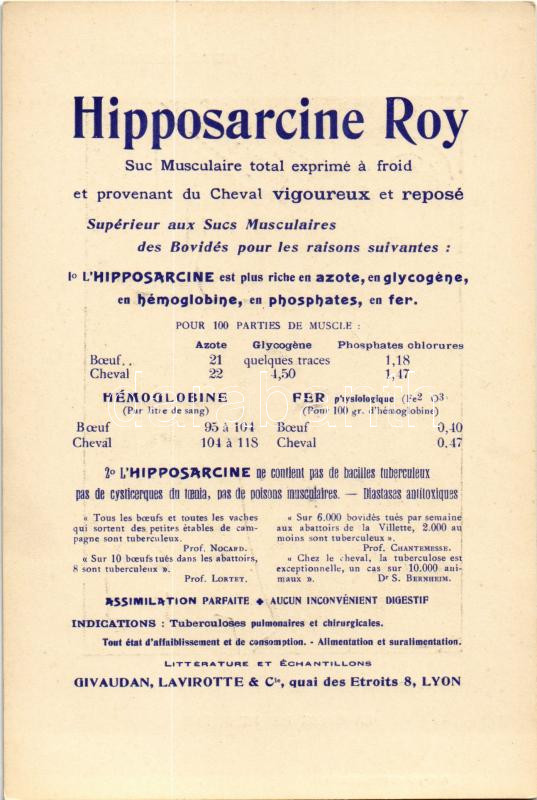 Hipposarcine Roy
Suc Musculaire total exprimé à froid
et provenant du Cheval vigoureux et reposé
Supérieur aux Sucs Musculaires
des Bovidés pour les raisons suivantes :
1o L'HIPPOSARCINE est plus riche en azote, en glycogène,
en hémoglobine, en phosphates, en fer.
POUR 100 PARTIES DE MUSCLE :
Azote Glycogène Phosphates chlorures
Bœuf.. 21 quelques traces 1,18
Cheval 22 4,50 1,47
HÉMOGLOBINE
(Par litre de sang)
Bœuf 95 à 104
Cheval 104 à 118
FER physiologique (Fe2 O3)
(Pour 100 gr. d'hémoglobine)
Bœuf 0,40
Cheval 0,47
2o L'HIPPOSARCINE ne contient pas de bacilles tuberculeux
pas de cysticerques du tœnia, pas de poisons musculaires. — Diastases antitoxiques
« Tous les bœufs et toutes les vaches
qui sortent des petites étables de cam-
pagne sont tuberculeux.
Prof. NOCARD.
« Sur 10 bœufs tués dans les abattoirs,
8 sont tuberculeux ».
Prof. LORTET.
« Sur 6.000 bovidés tués par semaine
aux abattoirs de la Villette, 2.000 au
moins sont tuberculeux ».
Prof. CHANTEMESSE.
« Chez le cheval, la tuberculose est
exceptionnelle, un cas sur 10.000 ani-
maux ». Dr S. BERNHEIM.
ASSIMILATION PARFAITE ◆ AUCUN INCONVÉNIENT DIGESTIF
INDICATIONS : Tuberculoses pulmonaires et chirurgicales.
Tout état d'affaiblissement et de consomption. - Alimentation et suralimentation.
LITTÉRATURE ET ÉCHANTILLONS
GIVAUDAN, LAVIROTTE & Cie, quai des Etroits 8, LYON
darabanth